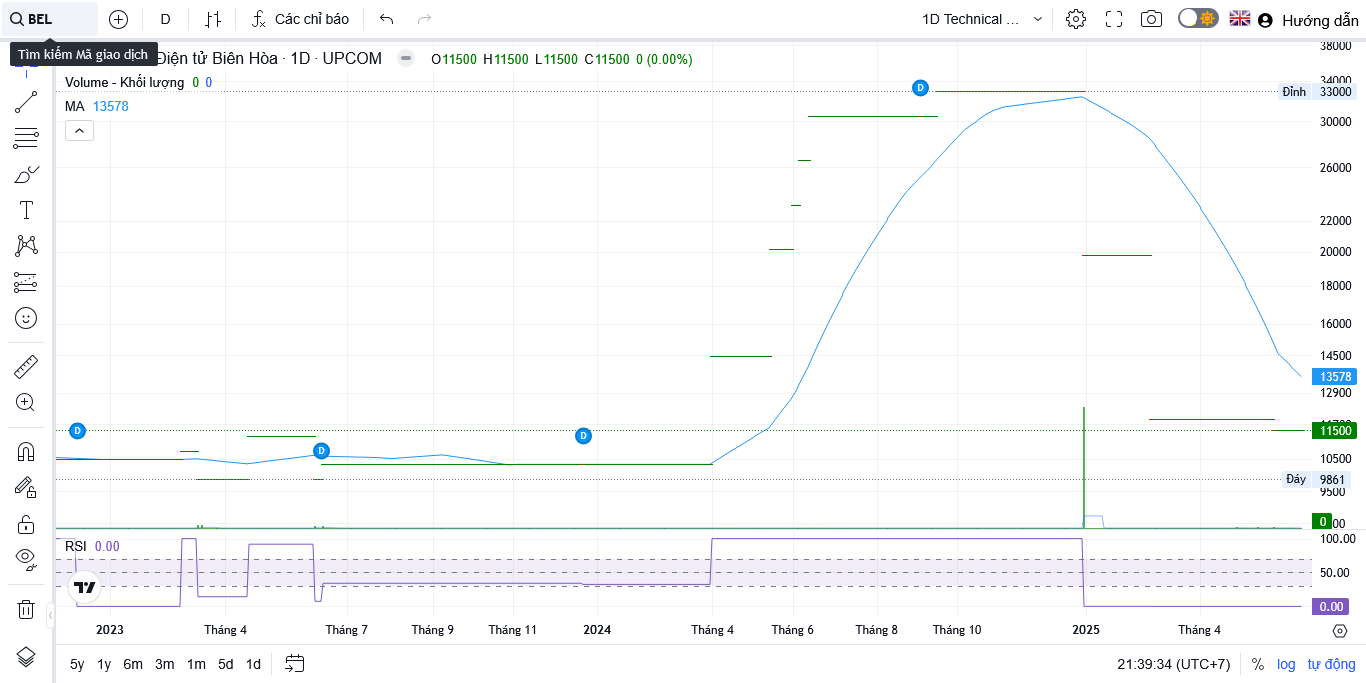 BEL D Các chỉ báo 1D Technical ... Hướng dẫn
Tìm kiếm Mã giao dịch
Điện tử Biên Hòa · 1D · UPCOM O11500 H11500 L11500 C11500 0 (0.00%)
Volume - Khối lượng 0 0
MA 13578
38000
34000
Đỉnh 33000
30000
26000
22000
20000
18000
16000
14500
13578
12900
11500
10500
Đáy 9861
9500
0
00
D
D
D
D
RSI 0.00
100.00
50.00
0.00
2023 Tháng 4 Tháng 7 Tháng 9 Tháng 11 2024 Tháng 4 Tháng 6 Tháng 8 Tháng 10 2025 Tháng 4
5y 1y 6m 3m 1m 5d 1d 21:39:34 (UTC+7) % log tự động